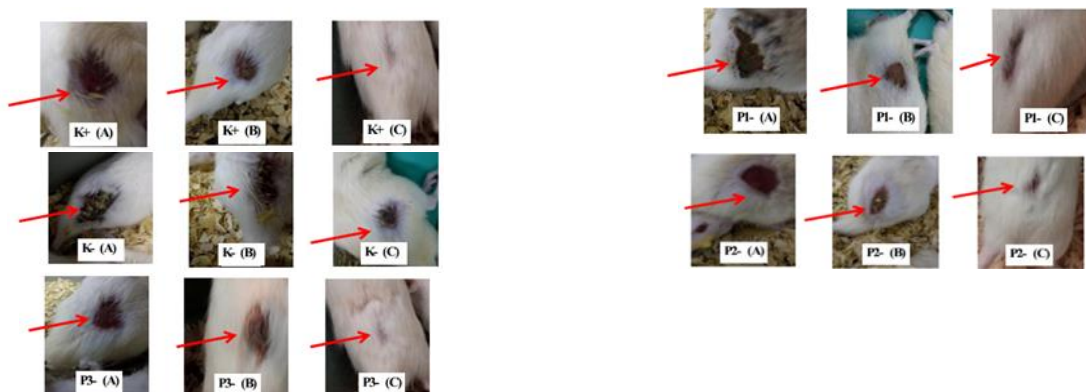 K+ (A)
K+ (B)
K+ (C)
P1- (A)
P1- (B)
P1- (C)
K- (A)
K- (B)
K- (C)
P2- (A)
P2- (B)
P2- (C)
P3- (A)
P3- (B)
P3- (C)